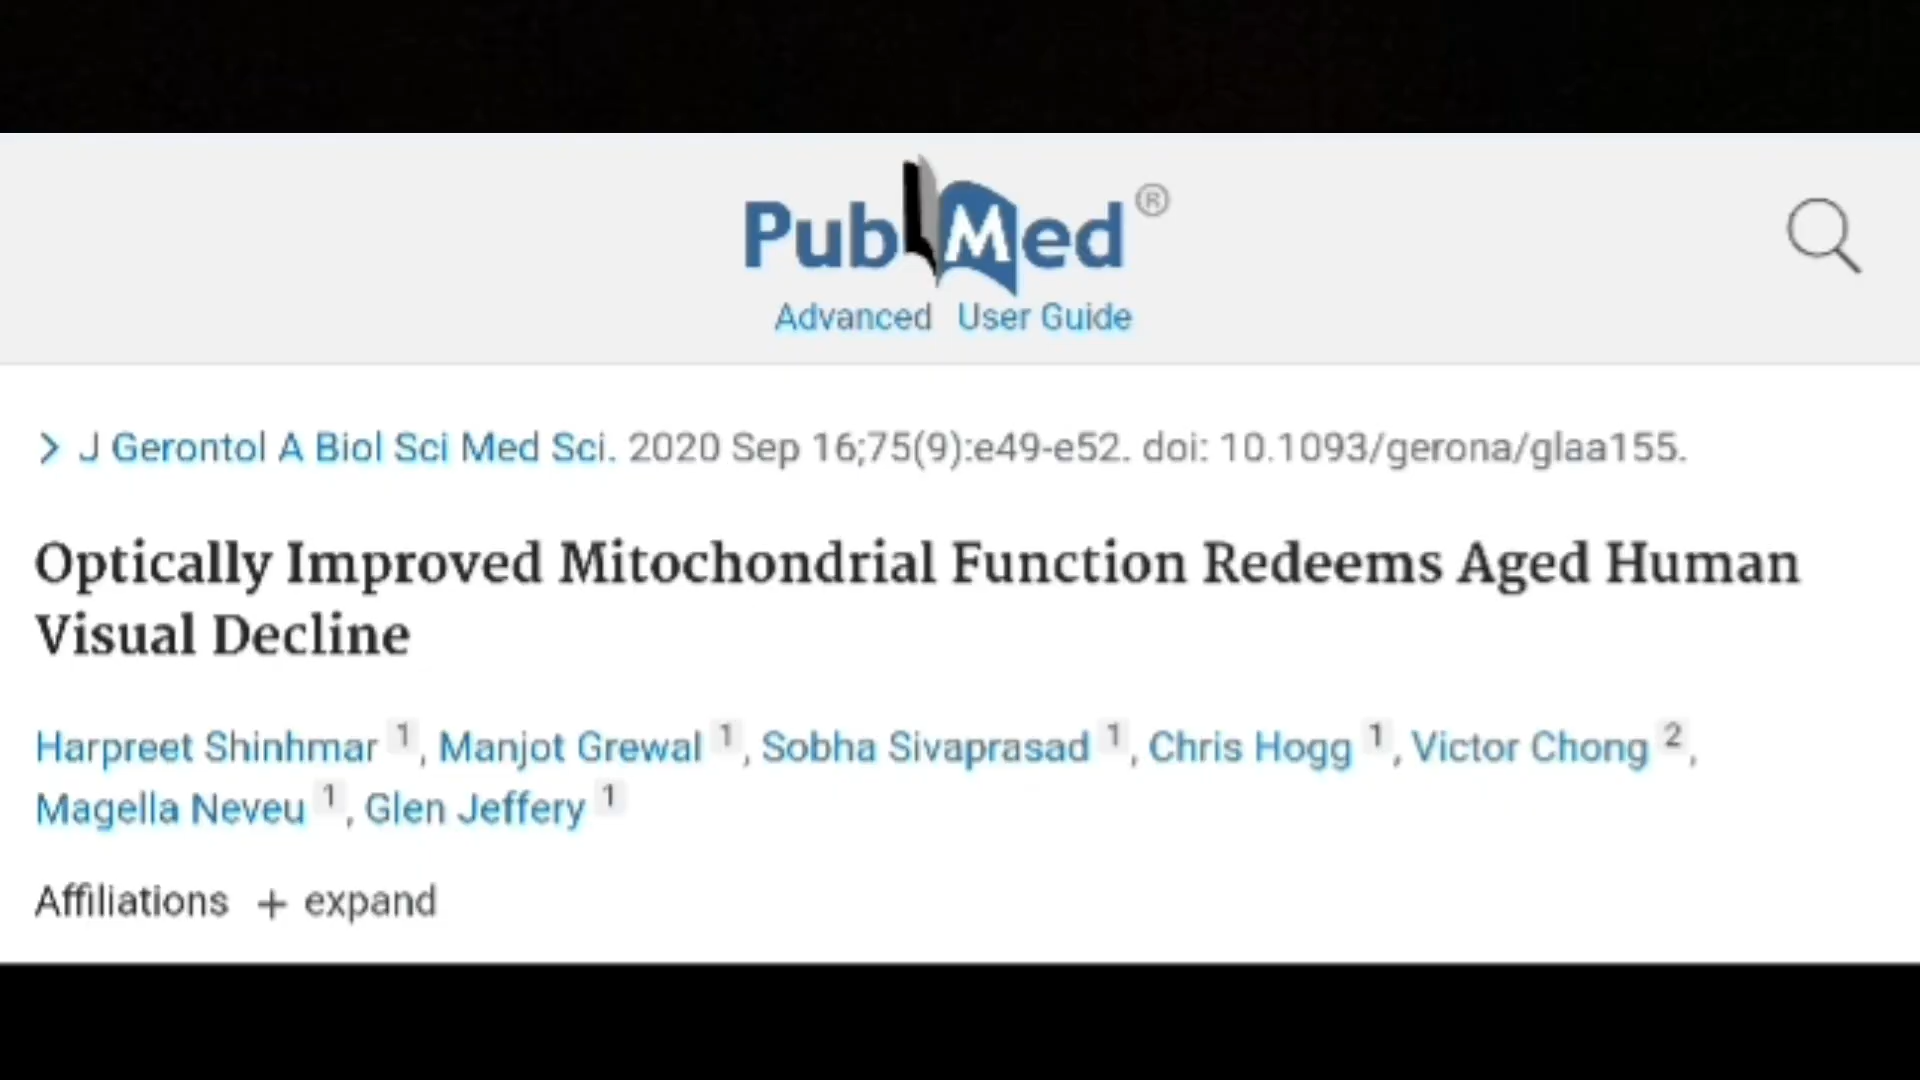 PubMed®
Advanced User Guide
> J Gerontol A Biol Sci Med Sci. 2020 Sep 16;75(9):e49-e52. doi: 10.1093/gerona/glaa155.
Optically Improved Mitochondrial Function Redeems Aged Human
Visual Decline
Harpreet Shinhmar 1, Manjot Grewal 1, Sobha Sivaprasad 1, Chris Hogg 1, Victor Chong 2,
Magella Neveu 1, Glen Jeffery 1
Affiliations + expand